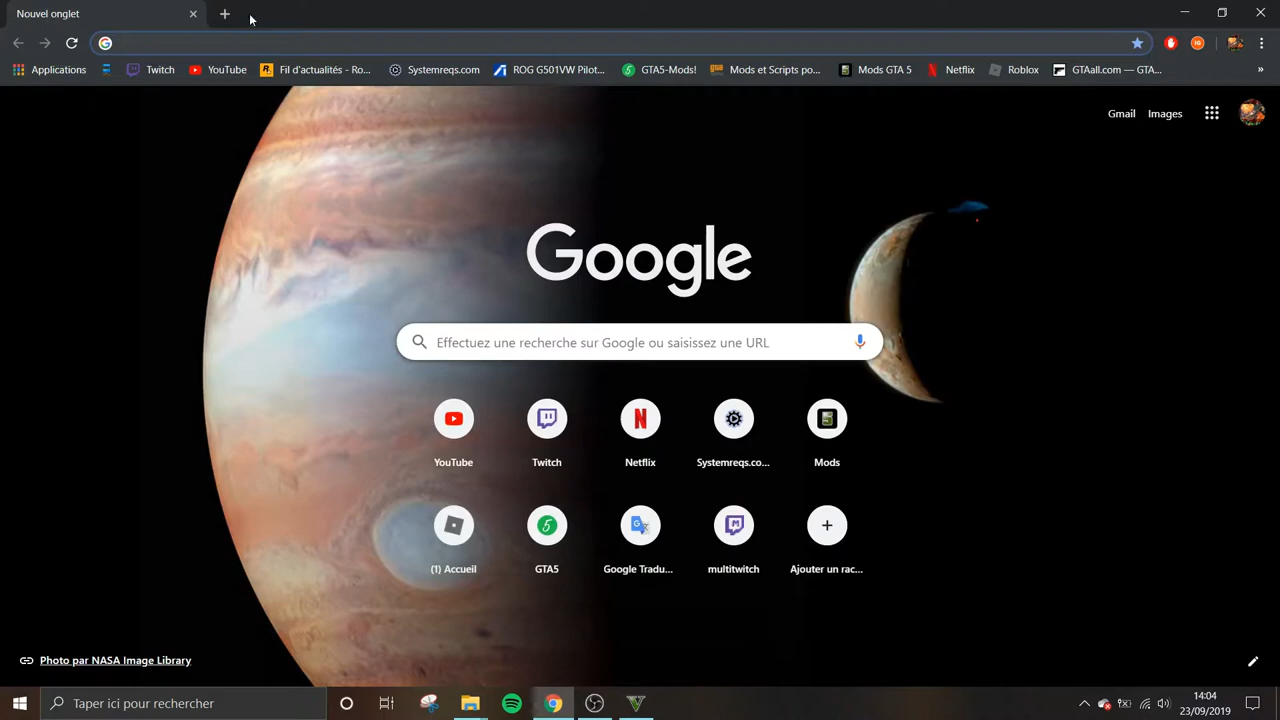 Nouvel onglet
Applications Twitch YouTube Fil d'actualités - Ro... Systemreqs.com ROG G501VW Pilot... GTA5-Mods! Mods et Scripts po... Mods GTA 5 Netflix Roblox GTAall.com — GTA... »
Gmail Images
Google
Effectuez une recherche sur Google ou saisissez une URL
YouTube Twitch Netflix Systemreqs.co... Mods
(1) Accueil GTA5 Google Tradu... multitwitch Ajouter un rac...
Photo par NASA Image Library
Taper ici pour rechercher
14:04
23/09/2019